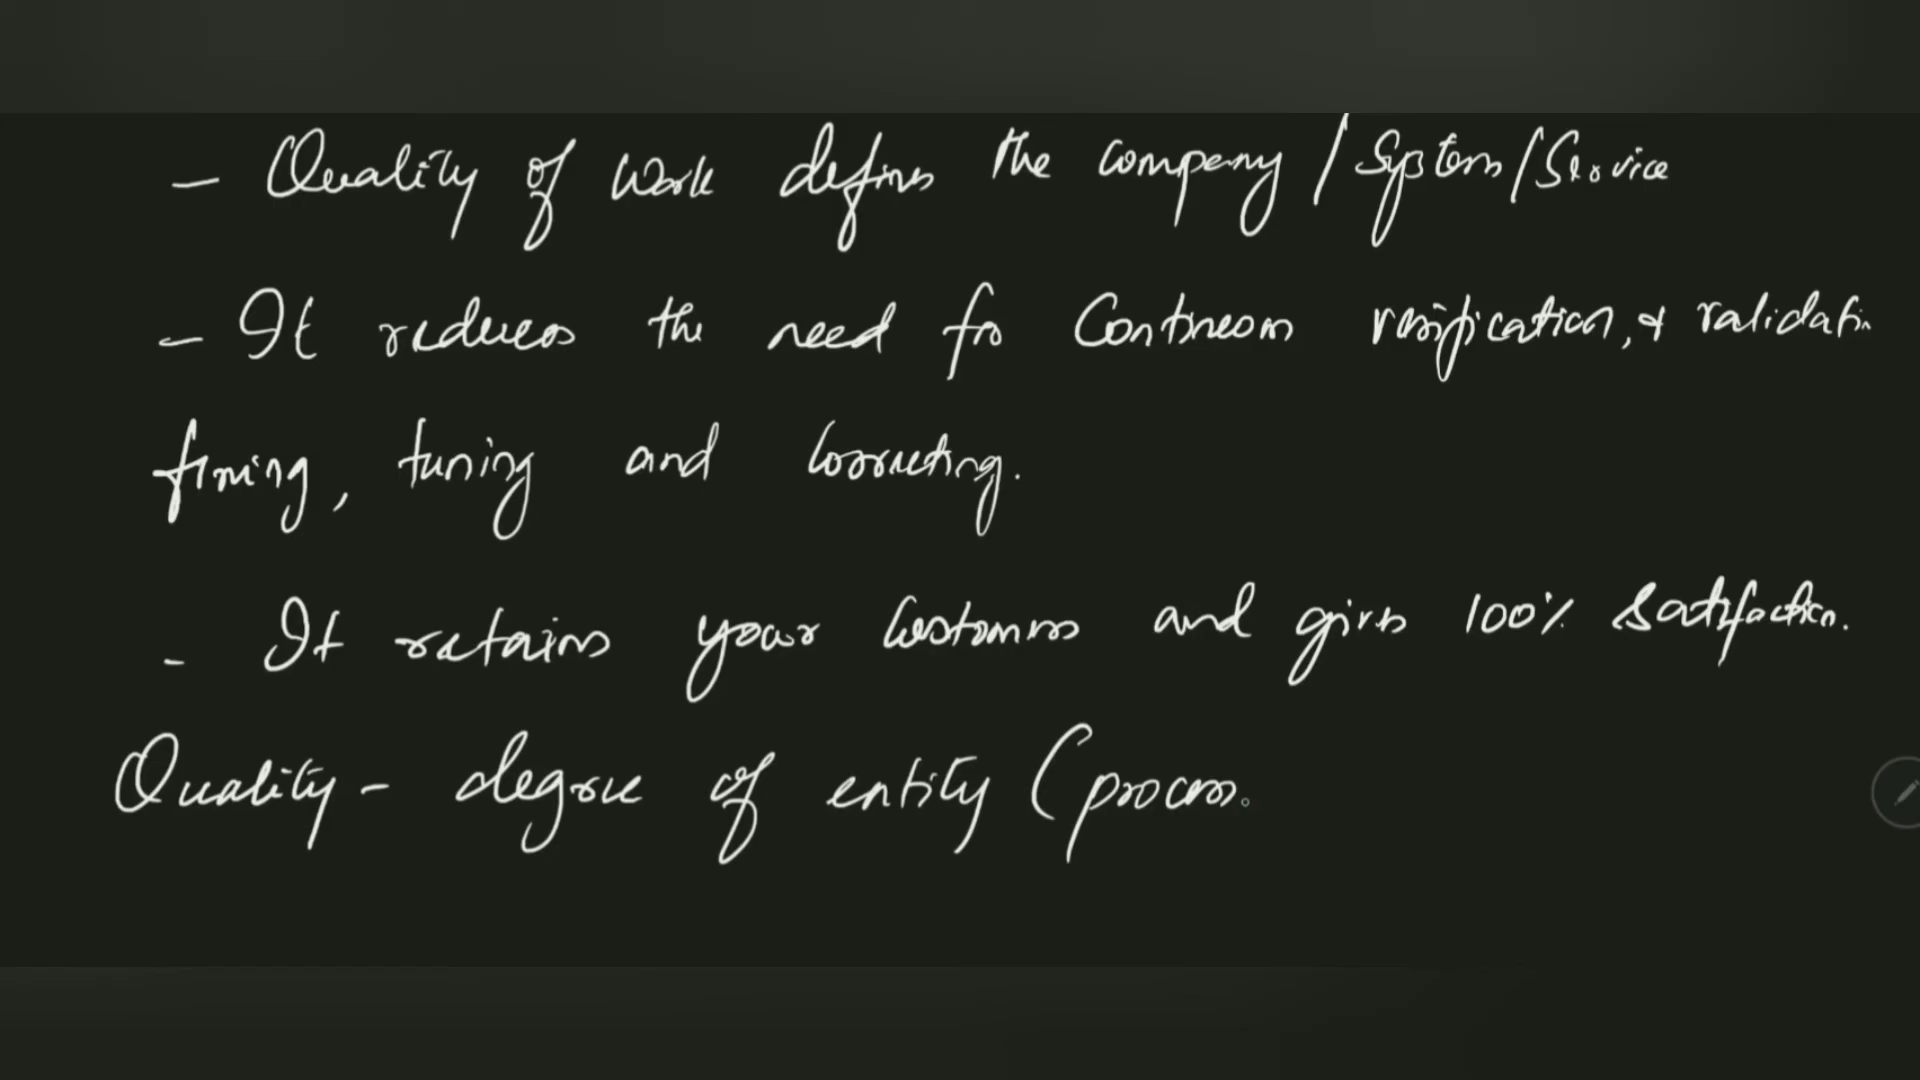 - Quality of work defines the company / System / Service
- It reduces the need for Continuous verification, & validation
timing, tuning and correcting.
- It retains your customers and gives 100% satisfaction.
Quality - degree of entity (process